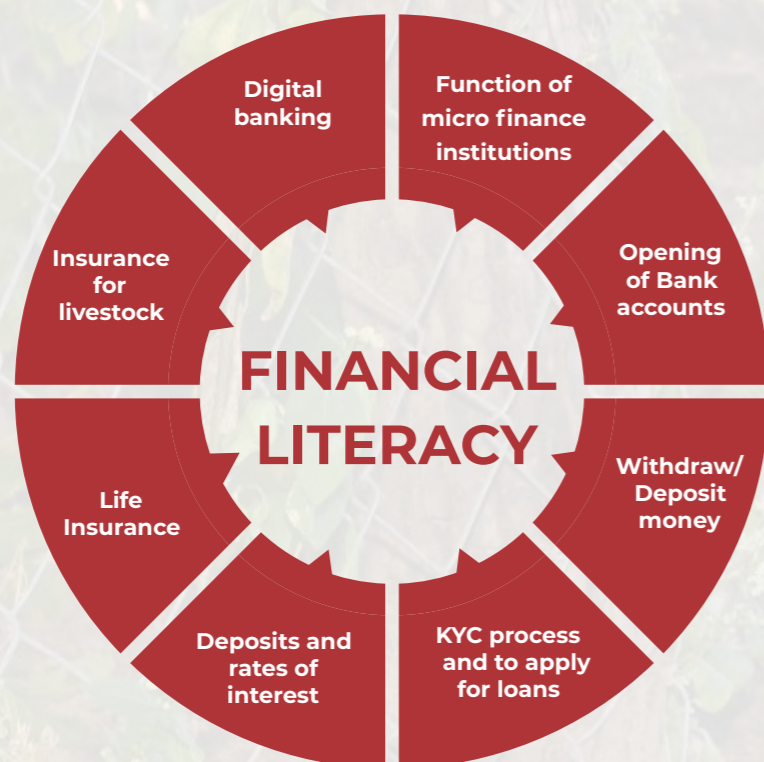 Digital
banking
Function of
micro finance
institutions
Opening
of Bank
accounts
Withdraw/
Deposit
money
KYC process
and to apply
for loans
Deposits and
rates of
interest
Life
Insurance
Insurance
for
livestock
FINANCIAL
LITERACY